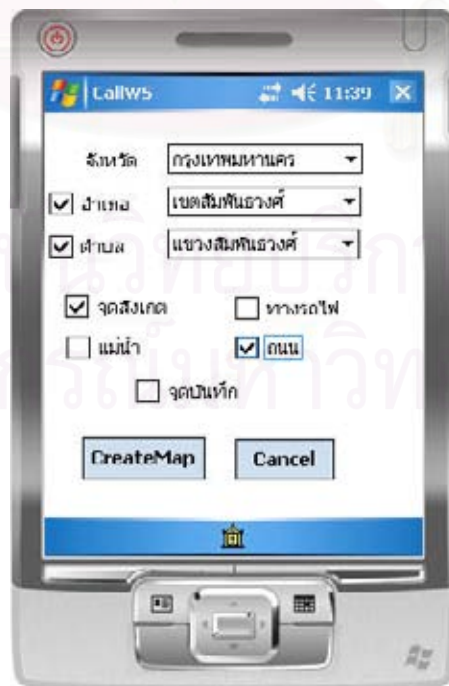 CallWS 11:39
จังหวัด กรุงเทพมหานคร
อำเภอ เขตสัมพันธวงศ์
ตำบล แขวงสัมพันธวงศ์
จุดสังเกต ทางรถไฟ
แม่น้ำ ถนน
จุดบันทึก
CreateMap Cancel